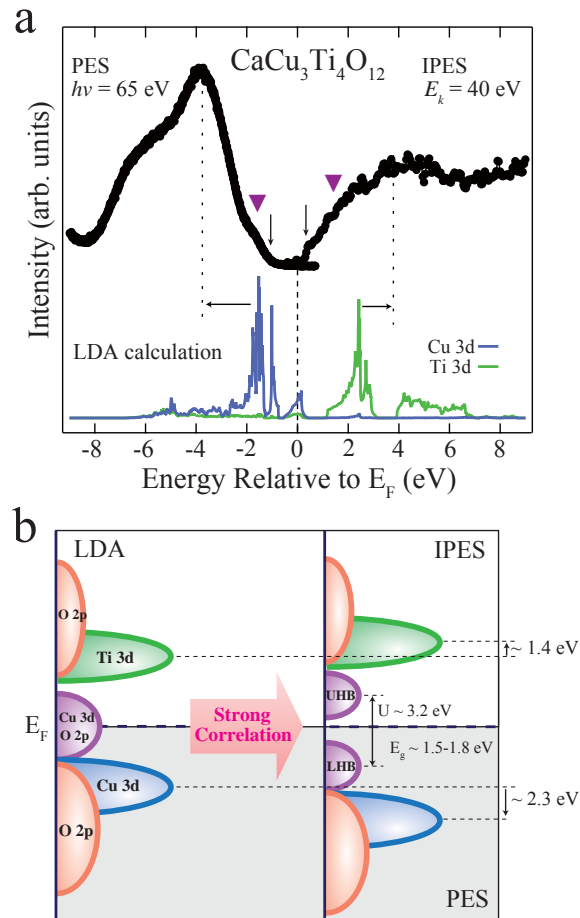 a
PES
hν = 65 eV
CaCu₃Ti₄O₁₂
IPES
Eₖ = 40 eV
Intensity (arb. units)
LDA calculation
Cu 3d
Ti 3d
-8 -6 -4 -2 0 2 4 6 8
Energy Relative to E_F (eV)
b
LDA
IPES
O 2p
Ti 3d
~ 1.4 eV
Cu 3d
O 2p
E_F
Strong
Correlation
UHB
U ~ 3.2 eV
E_g ~ 1.5-1.8 eV
LHB
Cu 3d
~ 2.3 eV
O 2p
PES